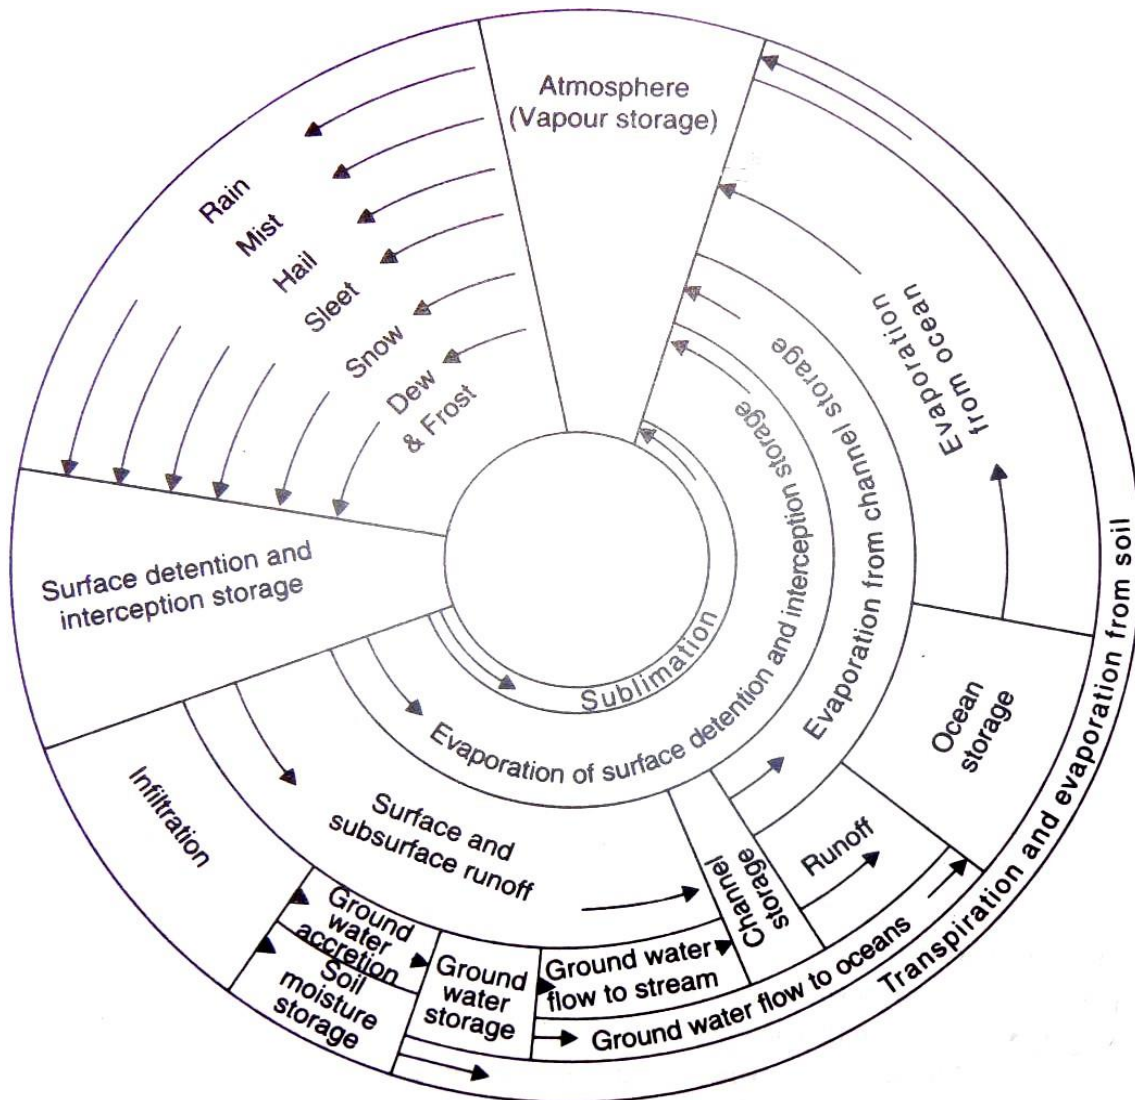 Atmosphere
(Vapour storage)
Rain
Mist
Hail
Sleet
Snow
Dew
& Frost
Surface detention and
interception storage
Infiltration
Surface and
subsurface runoff
Ground
water
accretion
Soil
moisture
storage
Ground
water
storage
Ground water
flow to stream
Ground water flow to oceans
Channel
storage
Runoff
Ocean
storage
Evaporation
from ocean
Evaporation from channel storage
storage
Evaporation of surface detention and interception storage
storage
Sublimation
Transpiration and evaporation from soil